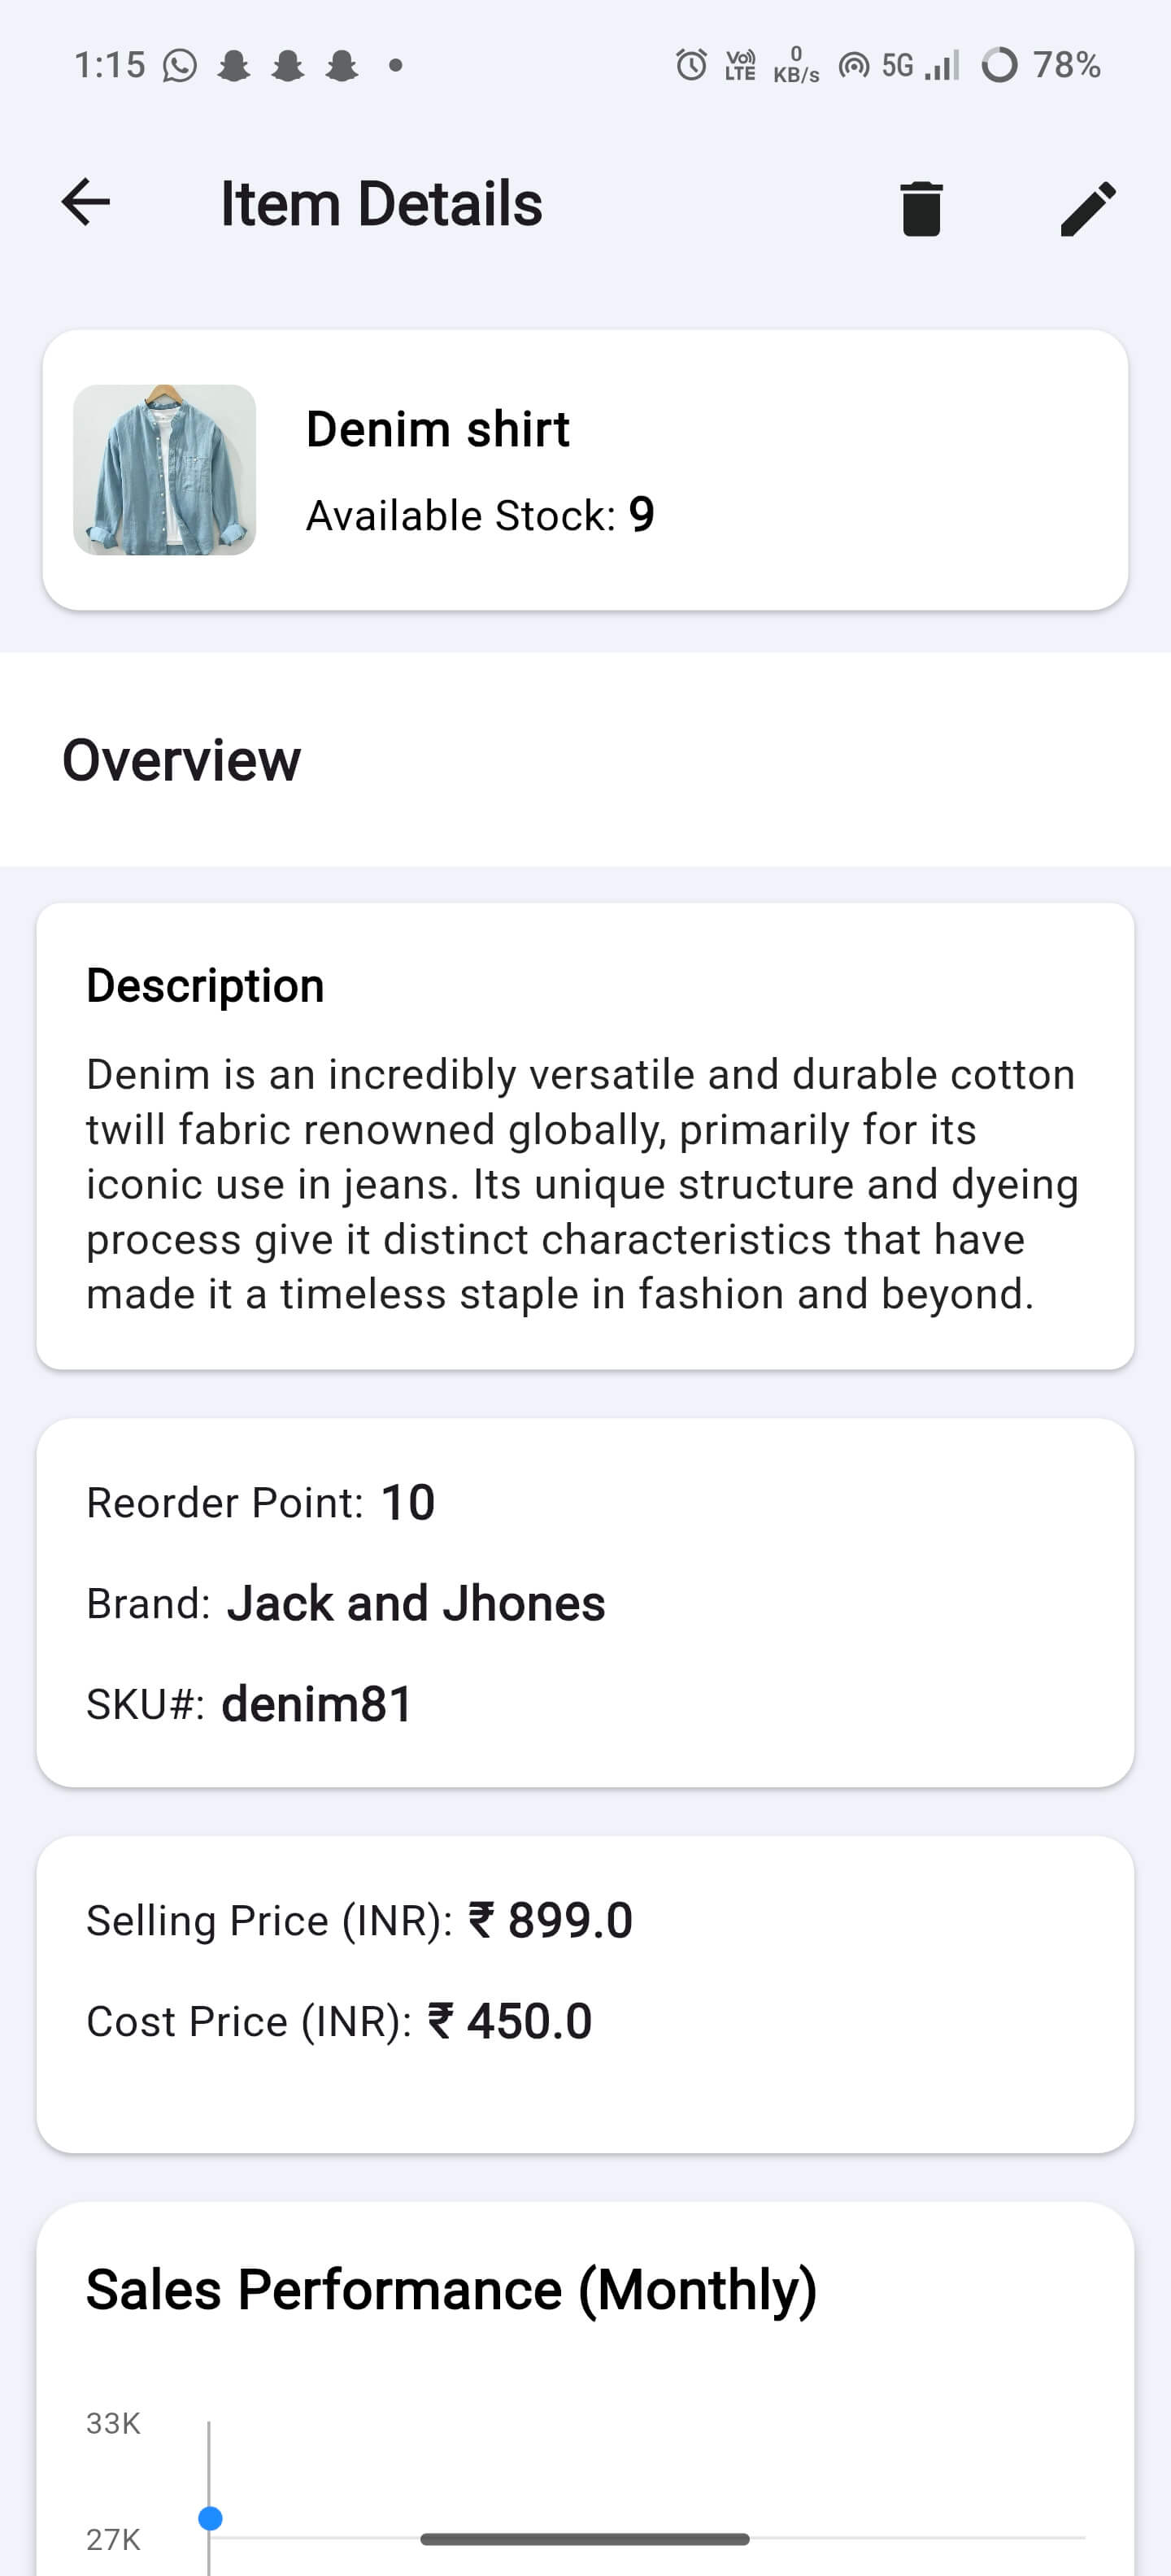 1:15
Vo)) LTE
0 KB/s
5G
78%
Item Details
Denim shirt
Available Stock: 9
Overview
Description
Denim is an incredibly versatile and durable cotton
twill fabric renowned globally, primarily for its
iconic use in jeans. Its unique structure and dyeing
process give it distinct characteristics that have
made it a timeless staple in fashion and beyond.
Reorder Point: 10
Brand: Jack and Jhones
SKU#: denim81
Selling Price (INR): ₹ 899.0
Cost Price (INR): ₹ 450.0
Sales Performance (Monthly)
33K
27K